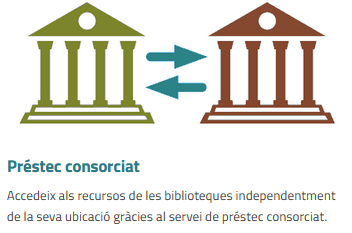 Préstec consorciat
Accedeix als recursos de les biblioteques independentment
de la seva ubicació gràcies al servei de préstec consorciat.